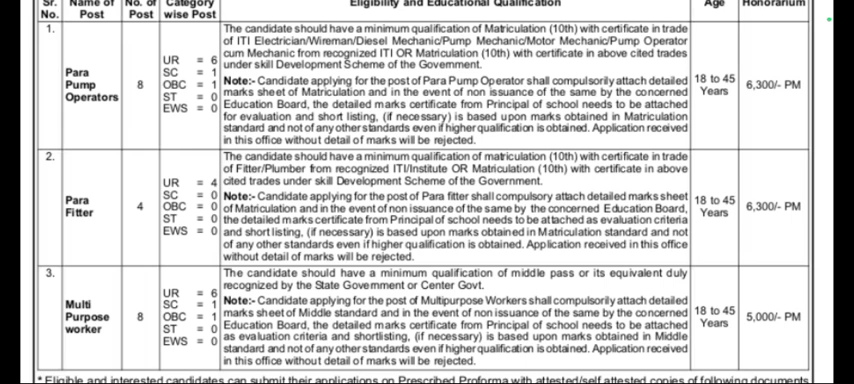 Sr. Name of No. of Category Eligibility and Educational Qualification Age Honorarium
No. Post Post wise Post
1.
Para
Pump
Operators
8
UR = 6
SC = 1
OBC = 1
ST = 0
EWS = 0
The candidate should have a minimum qualification of Matriculation (10th) with certificate in trade
of ITI Electrician/Wireman/Diesel Mechanic/Pump Mechanic/Motor Mechanic/Pump Operator
cum Mechanic from recognized ITI OR Matriculation (10th) with certificate in above cited trades
under skill Development Scheme of the Government.
Note:- Candidate applying for the post of Para Pump Operator shall compulsorily attach detailed
marks sheet of Matriculation and in the event of non issuance of the same by the concerned
Education Board, the detailed marks certificate from Principal of school needs to be attached
for evaluation and short listing, (if necessary) is based upon marks obtained in Matriculation
standard and not of any other standards even if higher qualification is obtained. Application received
in this office without detail of marks will be rejected.
18 to 45
Years
6,300/- PM
2.
Para
Fitter
4
UR = 4
SC = 0
OBC = 0
ST = 0
EWS = 0
The candidate should have a minimum qualification of matriculation (10th) with certificate in trade
of Fitter/Plumber from recognized ITI/Institute OR Matriculation (10th) with certificate in above
cited trades under skill Development Scheme of the Government.
Note:- Candidate applying for the post of Para fitter shall compulsory attach detailed marks sheet
of Matriculation and in the event of non issuance of the same by the concerned Education Board,
the detailed marks certificate from Principal of school needs to be attached as evaluation criteria
and short listing, (if necessary) is based upon marks obtained in Matriculation standard and not
of any other standards even if higher qualification is obtained. Application received in this office
without detail of marks will be rejected.
18 to 45
Years
6,300/- PM
3.
Multi
Purpose
worker
8
UR = 6
SC = 1
OBC = 1
ST = 0
EWS = 0
The candidate should have a minimum qualification of middle pass or its equivalent duly
recognized by the State Government or Center Govt.
Note:- Candidate applying for the post of Multipurpose Workers shall compulsorily attach detailed
marks sheet of Middle standard and in the event of non issuance of the same by the concerned
Education Board, the detailed marks certificate from Principal of school needs to be attached
as evaluation criteria and shortlisting, (if necessary) is based upon marks obtained in Middle
standard and not of any other standards even if higher qualification is obtained. Application received
in this office without detail of marks will be rejected.
18 to 45
Years
5,000/- PM
* Eligible and interested candidates can submit their applications on Prescribed Proforma with attested/self attested copies of following documents